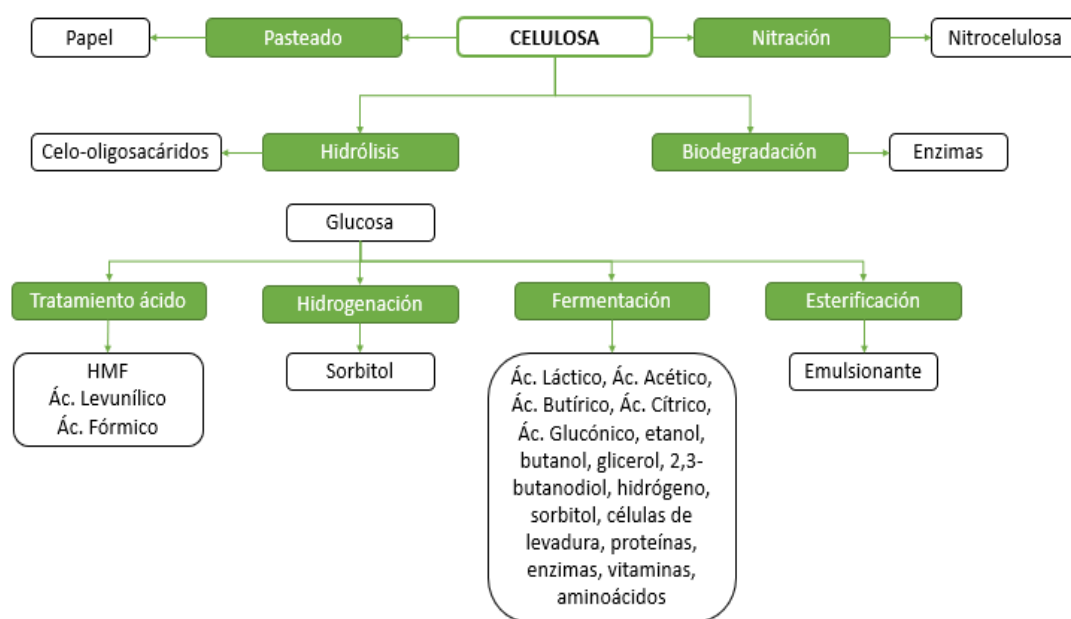 Papel
Pasteado
CELULOSA
Nitración
Nitrocelulosa
Celo-oligosacáridos
Hidrólisis
Biodegradación
Enzimas
Glucosa
Tratamiento ácido
Hidrogenación
Fermentación
Esterificación
HMF
Ác. Levunílico
Ác. Fórmico
Sorbitol
Ác. Láctico, Ác. Acético,
Ác. Butírico, Ác. Cítrico,
Ác. Glucónico, etanol,
butanol, glicerol, 2,3-
butanodiol, hidrógeno,
sorbitol, células de
levadura, proteínas,
enzimas, vitaminas,
aminoácidos
Emulsionante